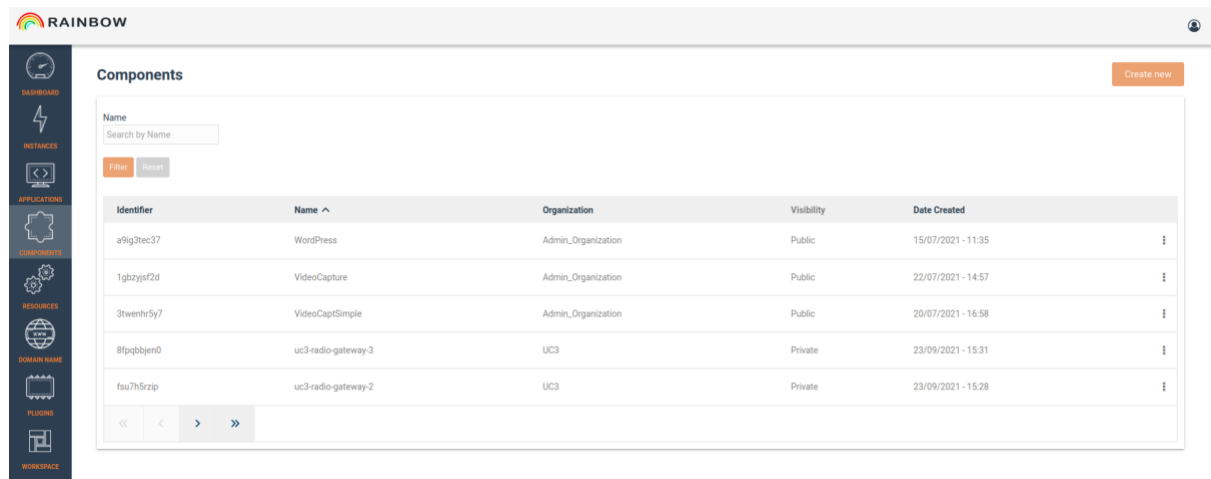 RAINBOW
DASHBOARD
INSTANCES
APPLICATIONS
COMPONENTS
RESOURCES
WWW
DOMAIN NAME
PLUGINS
WORKSPACE
Components
Create new
Name
Search by Name
Filter Reset
Identifier Name Organization Visibility Date Created
a9ig3tec37 WordPress Admin_Organization Public 15/07/2021 - 11:35
1gbzyjsf2d VideoCapture Admin_Organization Public 22/07/2021 - 14:57
3twenhr5y7 VideoCaptSimple Admin_Organization Public 20/07/2021 - 16:58
8fpqbbjen0 uc3-radio-gateway-3 UC3 Private 23/09/2021 - 15:31
fsu7h5rzip uc3-radio-gateway-2 UC3 Private 23/09/2021 - 15:28